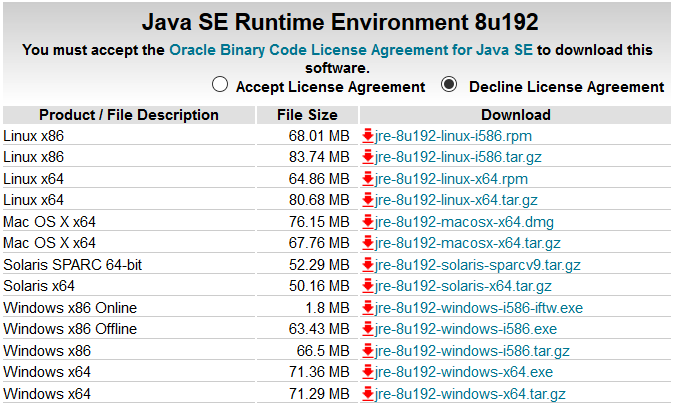 Java SE Runtime Environment 8u192
You must accept the Oracle Binary Code License Agreement for Java SE to download this
software.
Accept License Agreement Decline License Agreement
Product / File Description File Size Download
Linux x86 68.01 MB jre-8u192-linux-i586.rpm
Linux x86 83.74 MB jre-8u192-linux-i586.tar.gz
Linux x64 64.86 MB jre-8u192-linux-x64.rpm
Linux x64 80.68 MB jre-8u192-linux-x64.tar.gz
Mac OS X x64 76.15 MB jre-8u192-macosx-x64.dmg
Mac OS X x64 67.76 MB jre-8u192-macosx-x64.tar.gz
Solaris SPARC 64-bit 52.29 MB jre-8u192-solaris-sparcv9.tar.gz
Solaris x64 50.16 MB jre-8u192-solaris-x64.tar.gz
Windows x86 Online 1.8 MB jre-8u192-windows-i586-iftw.exe
Windows x86 Offline 63.43 MB jre-8u192-windows-i586.exe
Windows x86 66.5 MB jre-8u192-windows-i586.tar.gz
Windows x64 71.36 MB jre-8u192-windows-x64.exe
Windows x64 71.29 MB jre-8u192-windows-x64.tar.gz